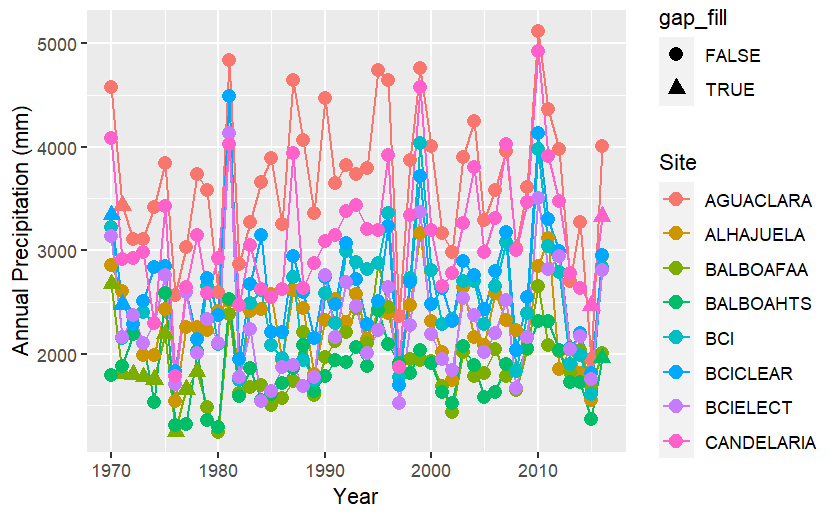 Annual Precipitation (mm)
5000
4000
3000
2000
1970
1980
1990
2000
2010
Year
gap_fill
FALSE
TRUE
Site
AGUACLARA
ALHAJUELA
BALBOAFAA
BALBOAHTS
BCI
BCICLEAR
BCIELECT
CANDELARIA